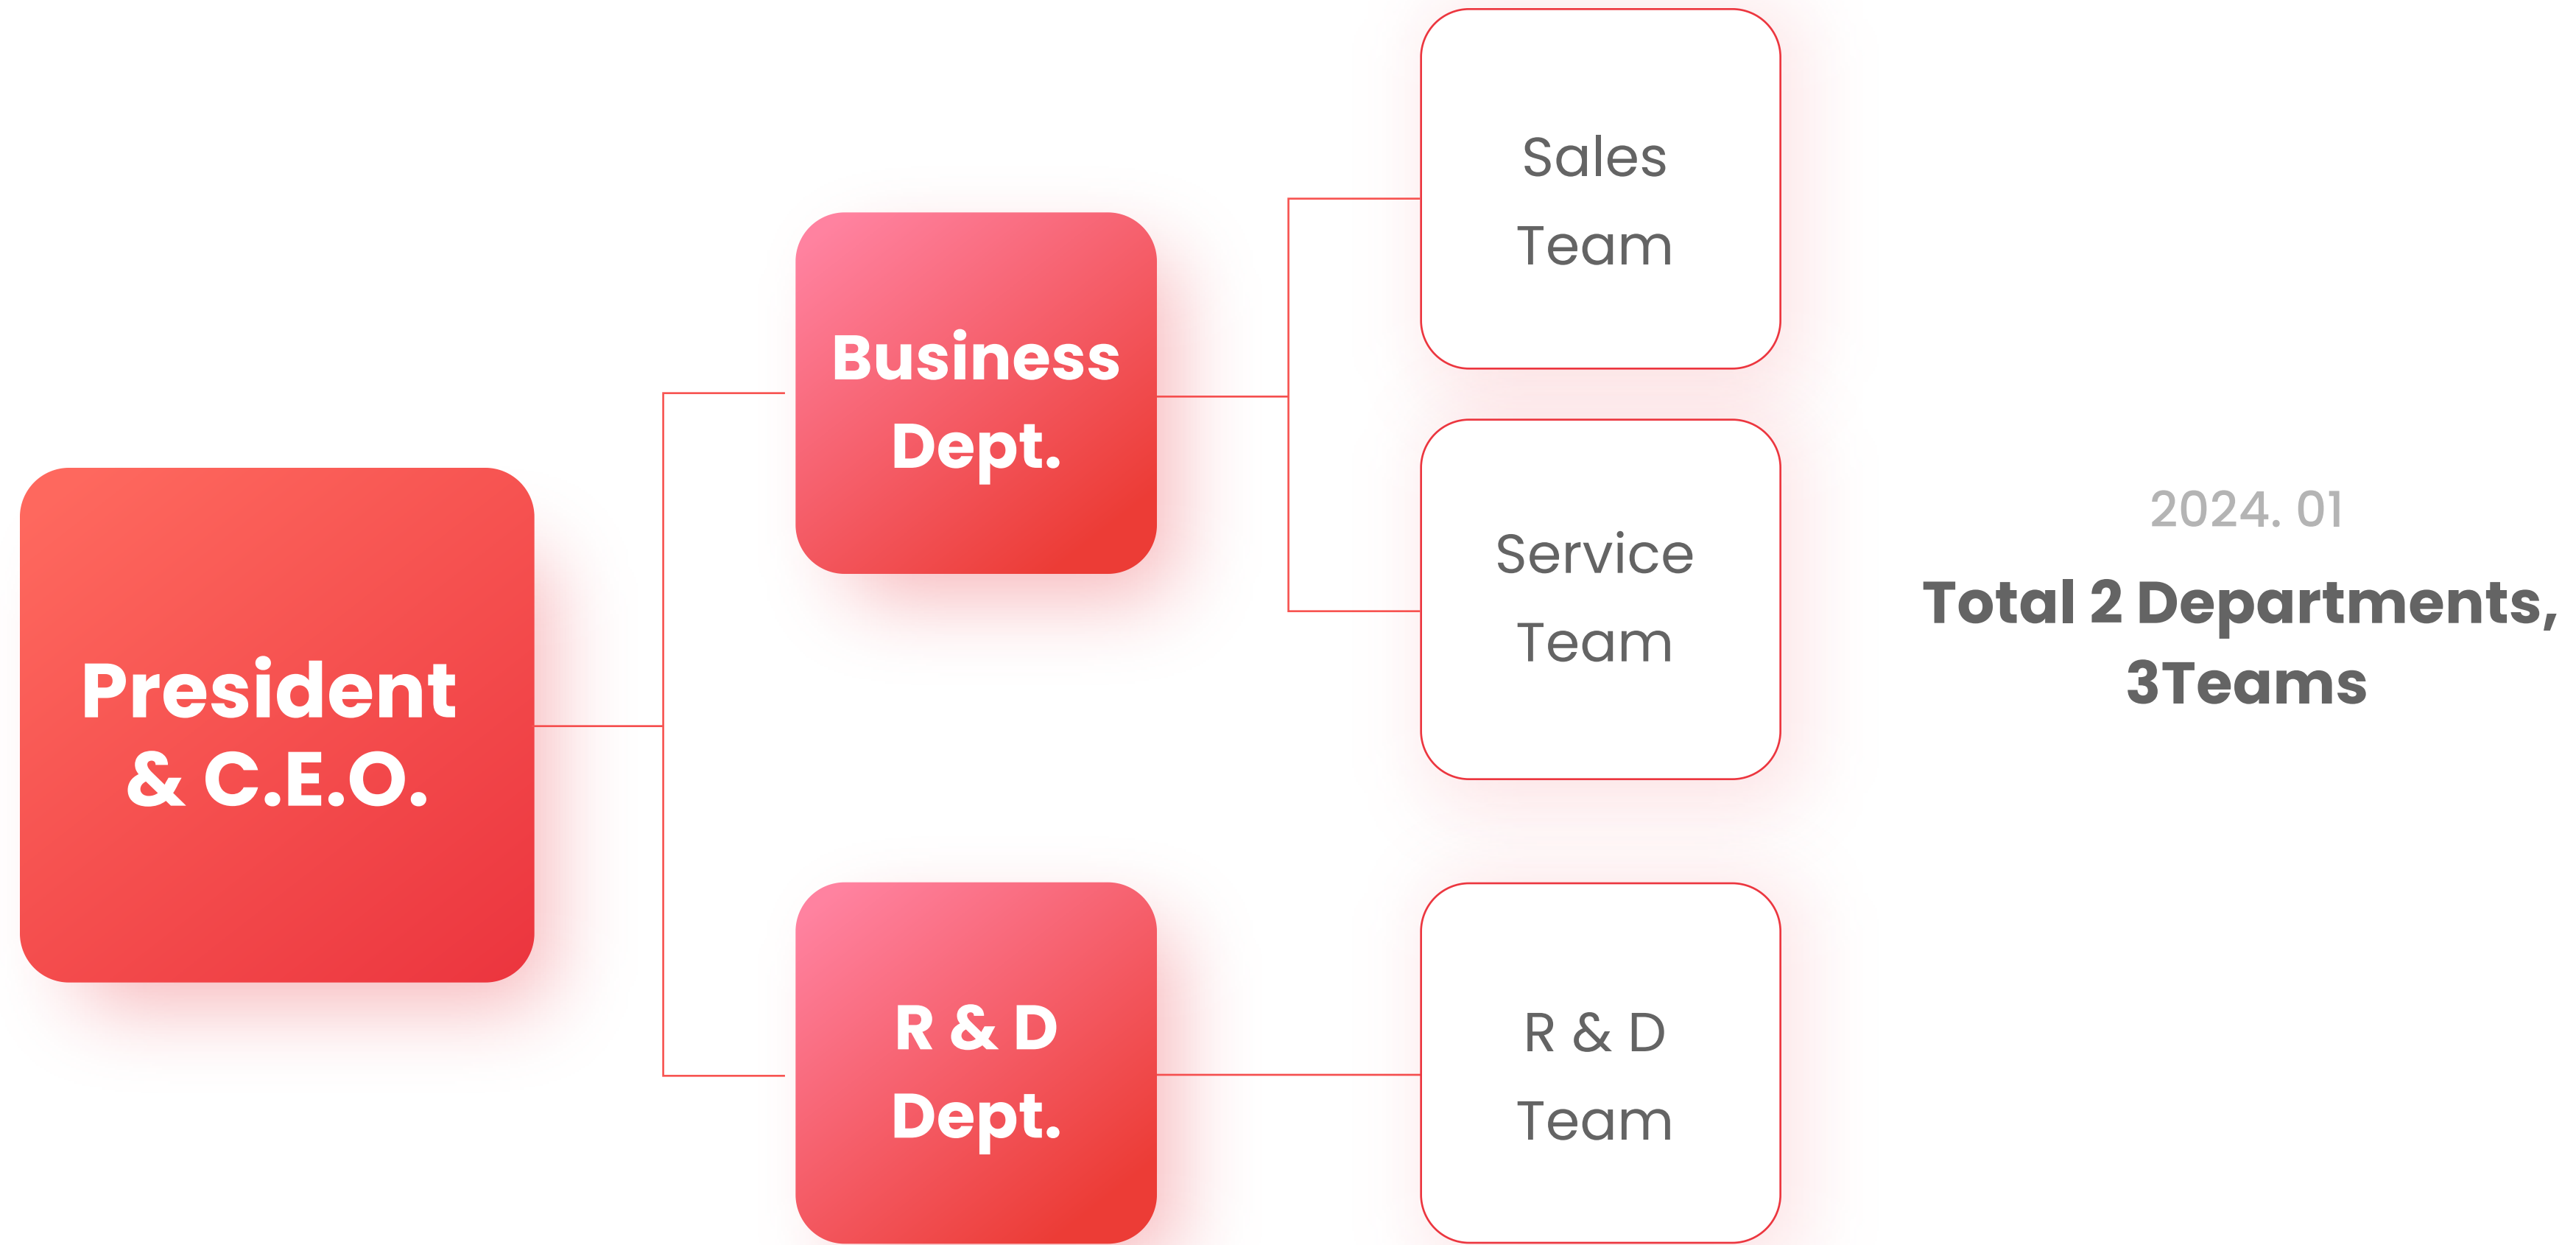 President
& C.E.O.
Business
Dept.
R & D
Dept.
Sales
Team
Service
Team
R & D
Team
2024. 01
Total 2 Departments,
3Teams